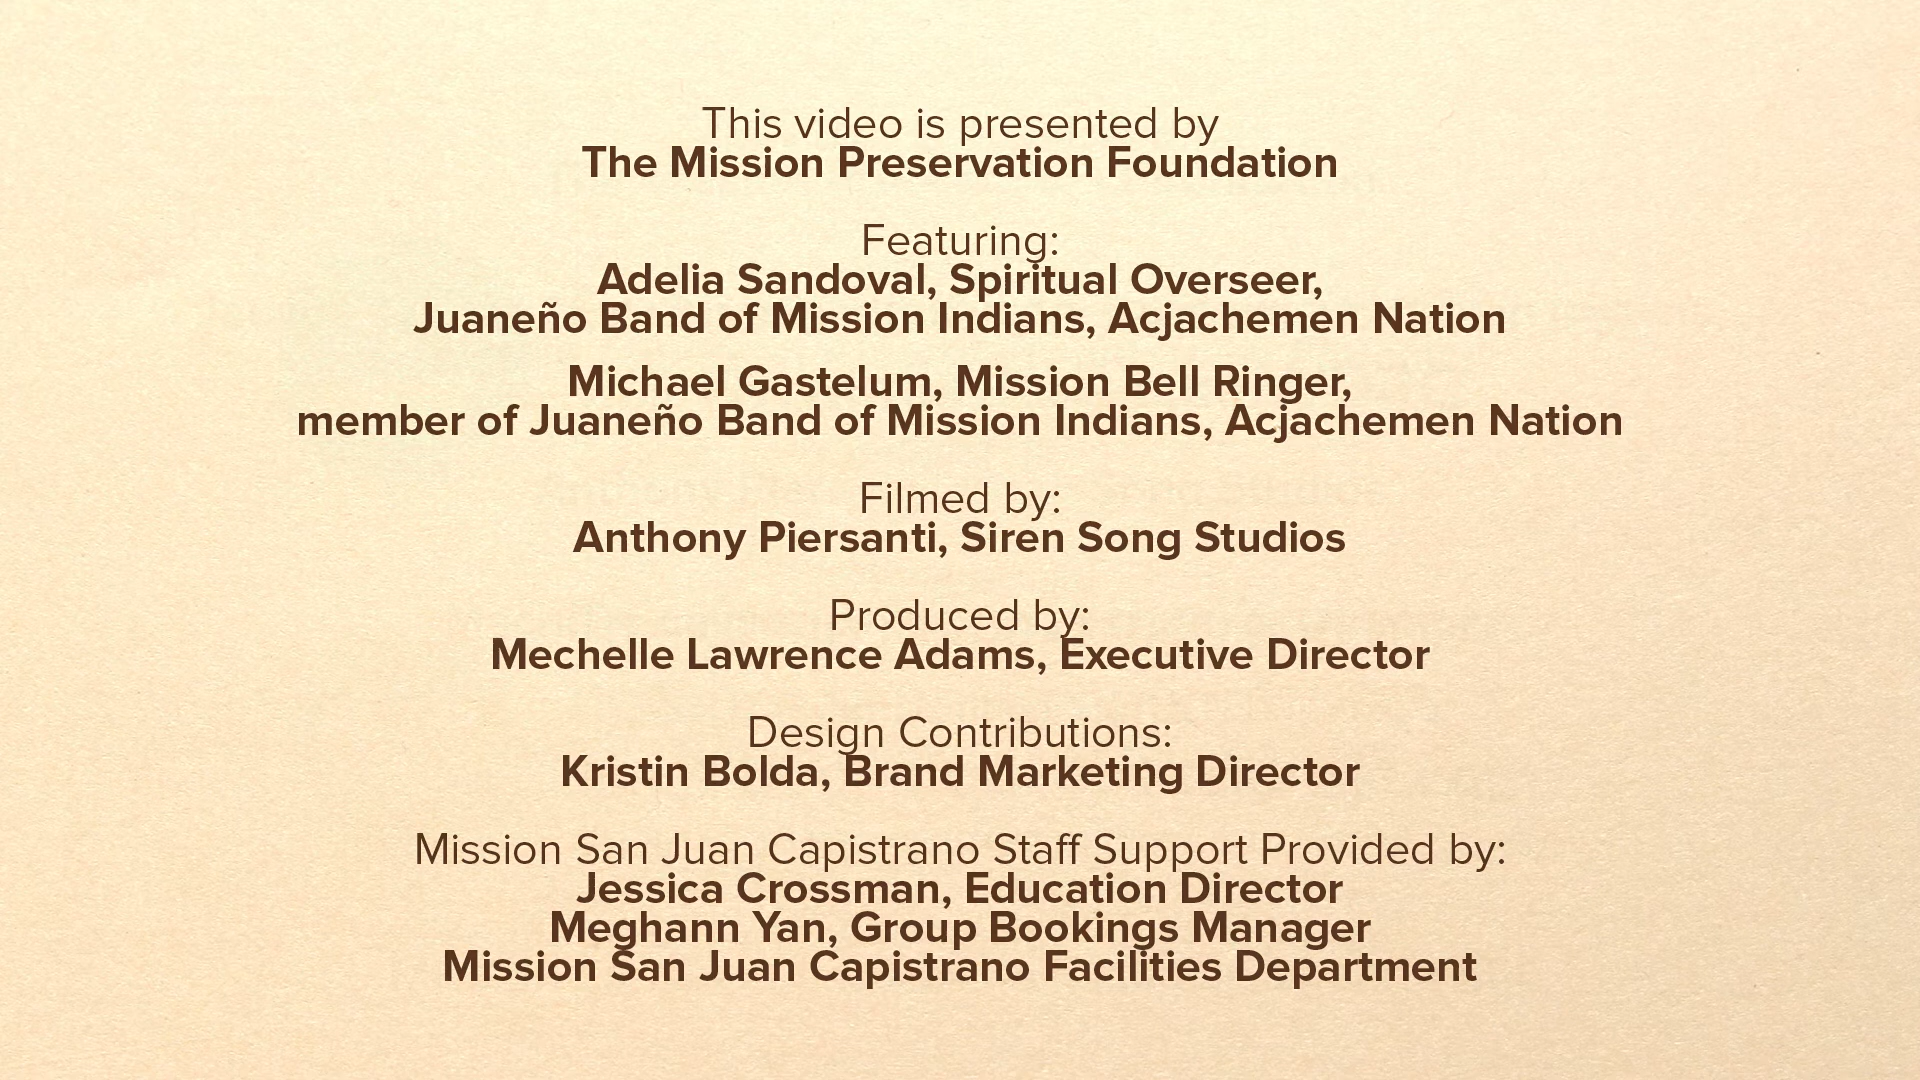 This video is presented by
The Mission Preservation Foundation
Featuring:
Adelia Sandoval, Spiritual Overseer,
Juaneño Band of Mission Indians, Acjachemen Nation
Michael Gastelum, Mission Bell Ringer,
member of Juaneño Band of Mission Indians, Acjachemen Nation
Filmed by:
Anthony Piersanti, Siren Song Studios
Produced by:
Mechelle Lawrence Adams, Executive Director
Design Contributions:
Kristin Bolda, Brand Marketing Director
Mission San Juan Capistrano Staff Support Provided by:
Jessica Crossman, Education Director
Meghann Yan, Group Bookings Manager
Mission San Juan Capistrano Facilities Department